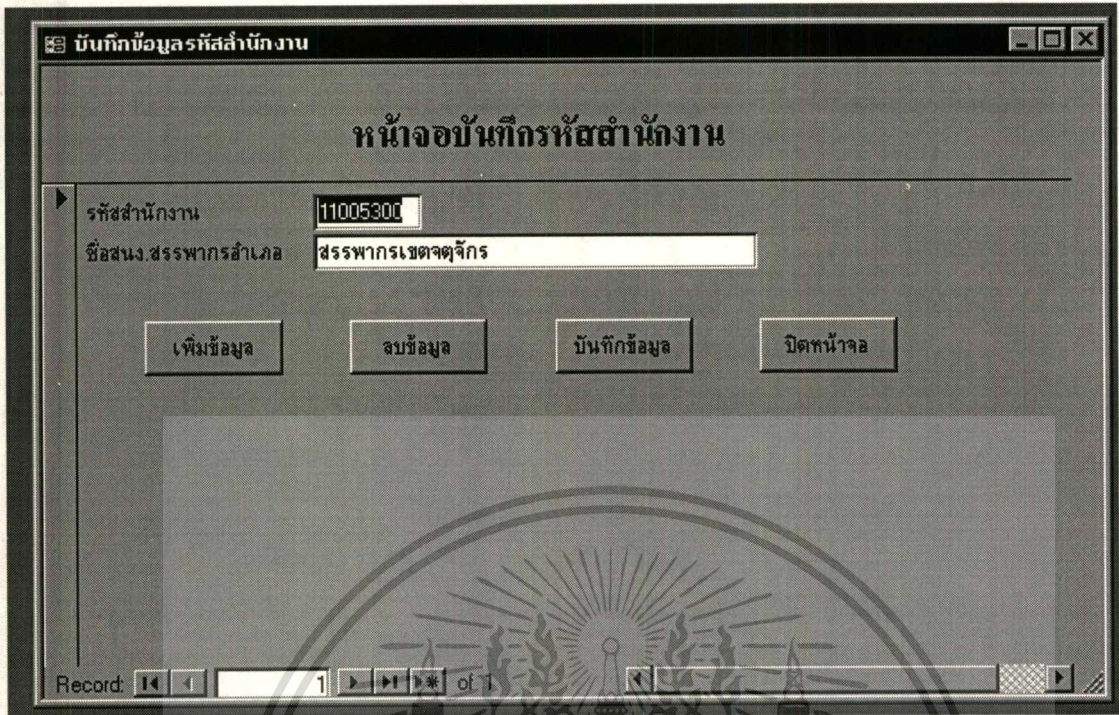 บันทึกข้อมูลรหัสสำนักงาน
หน้าจอบันทึกรหัสสำนักงาน
รหัสสำนักงาน 11005300
ชื่อสนง.สรรพากรอำเภอ สรรพากรเขตจตุจักร
เพิ่มข้อมูล ลบข้อมูล บันทึกข้อมูล ปิดหน้าจอ
Record: 1 of 1